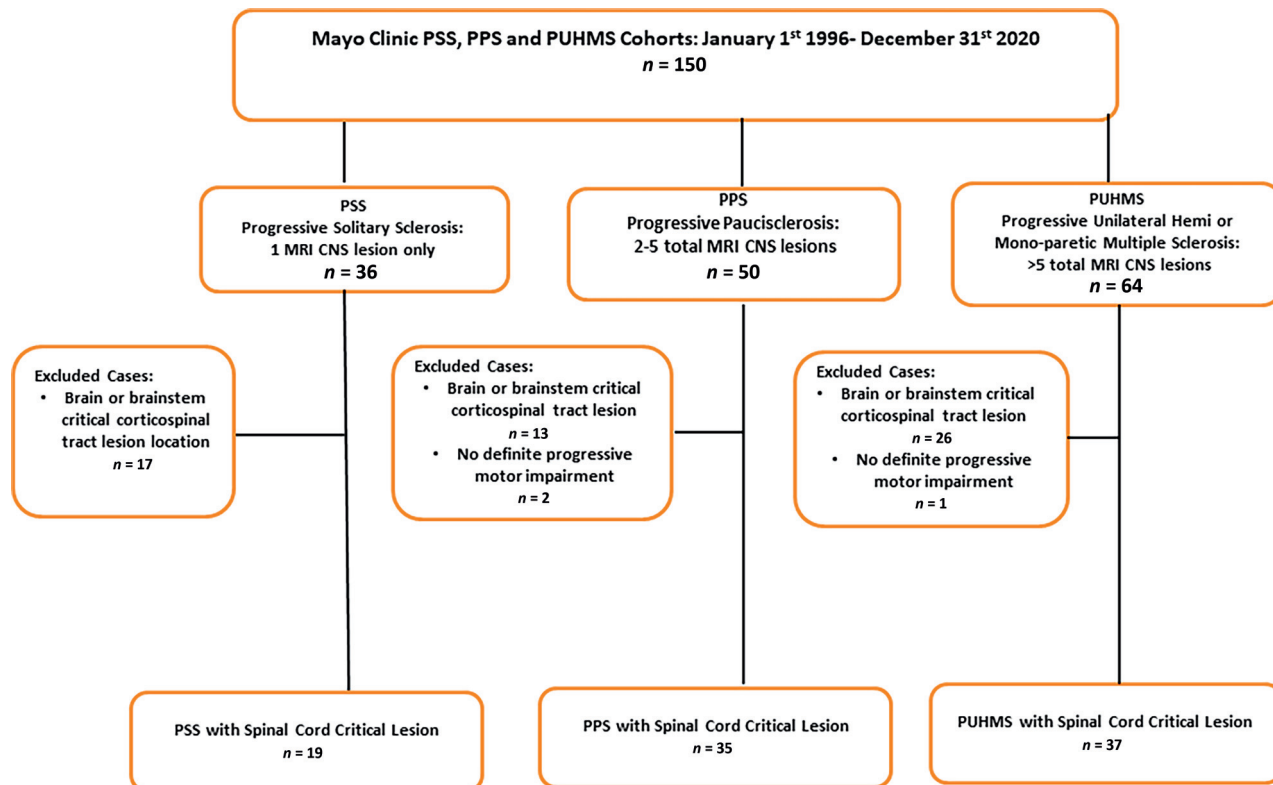 Mayo Clinic PSS, PPS and PUHMS Cohorts: January 1st 1996- December 31st 2020
n = 150
PSS
Progressive Solitary Sclerosis:
1 MRI CNS lesion only
n = 36
PPS
Progressive Paucisclerosis:
2-5 total MRI CNS lesions
n = 50
PUHMS
Progressive Unilateral Hemi or
Mono-paretic Multiple Sclerosis:
>5 total MRI CNS lesions
n = 64
Excluded Cases:
• Brain or brainstem
critical corticospinal
tract lesion location
n = 17
Excluded Cases:
• Brain or brainstem critical
corticospinal tract lesion
n = 13
• No definite progressive
motor impairment
n = 2
Excluded Cases:
• Brain or brainstem critical
corticospinal tract lesion
n = 26
• No definite progressive
motor impairment
n = 1
PSS with Spinal Cord Critical Lesion
n = 19
PPS with Spinal Cord Critical Lesion
n = 35
PUHMS with Spinal Cord Critical Lesion
n = 37